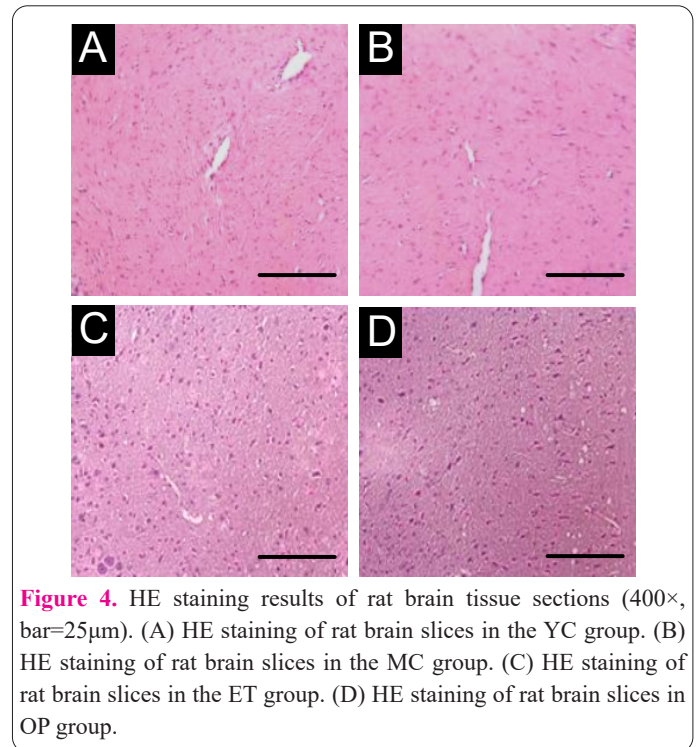 A
B
C
D
Figure 4. HE staining results of rat brain tissue sections (400×,
bar=25μm). (A) HE staining of rat brain slices in the YC group. (B)
HE staining of rat brain slices in the MC group. (C) HE staining of
rat brain slices in the ET group. (D) HE staining of rat brain slices in
OP group.